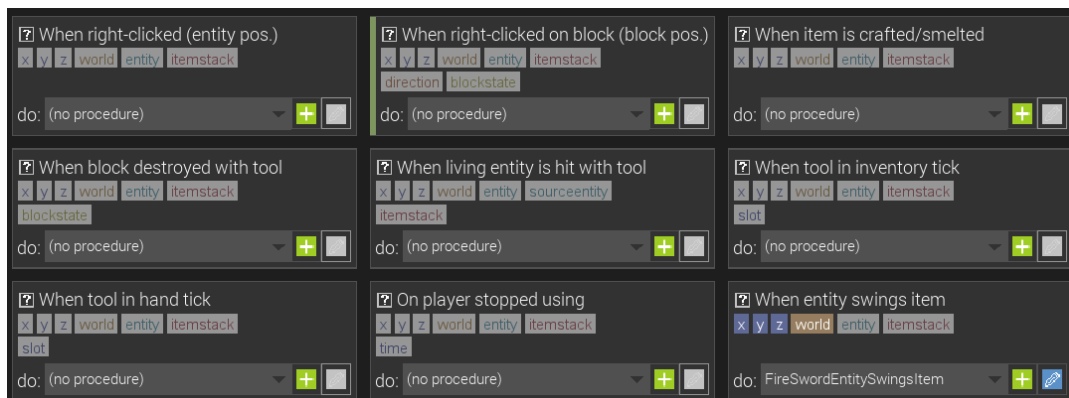 When right-clicked (entity pos.)
x y z world entity itemstack
do: (no procedure)
When right-clicked on block (block pos.)
x y z world entity itemstack
direction blockstate
do: (no procedure)
When item is crafted/smelted
x y z world entity itemstack
do: (no procedure)
When block destroyed with tool
x y z world entity itemstack
blockstate
do: (no procedure)
When living entity is hit with tool
x y z world entity sourceentity
itemstack
do: (no procedure)
When tool in inventory tick
x y z world entity itemstack
slot
do: (no procedure)
When tool in hand tick
x y z world entity itemstack
slot
do: (no procedure)
On player stopped using
x y z world entity itemstack
time
do: (no procedure)
When entity swings item
x y z world entity itemstack
do: FireSwordEntitySwingsItem